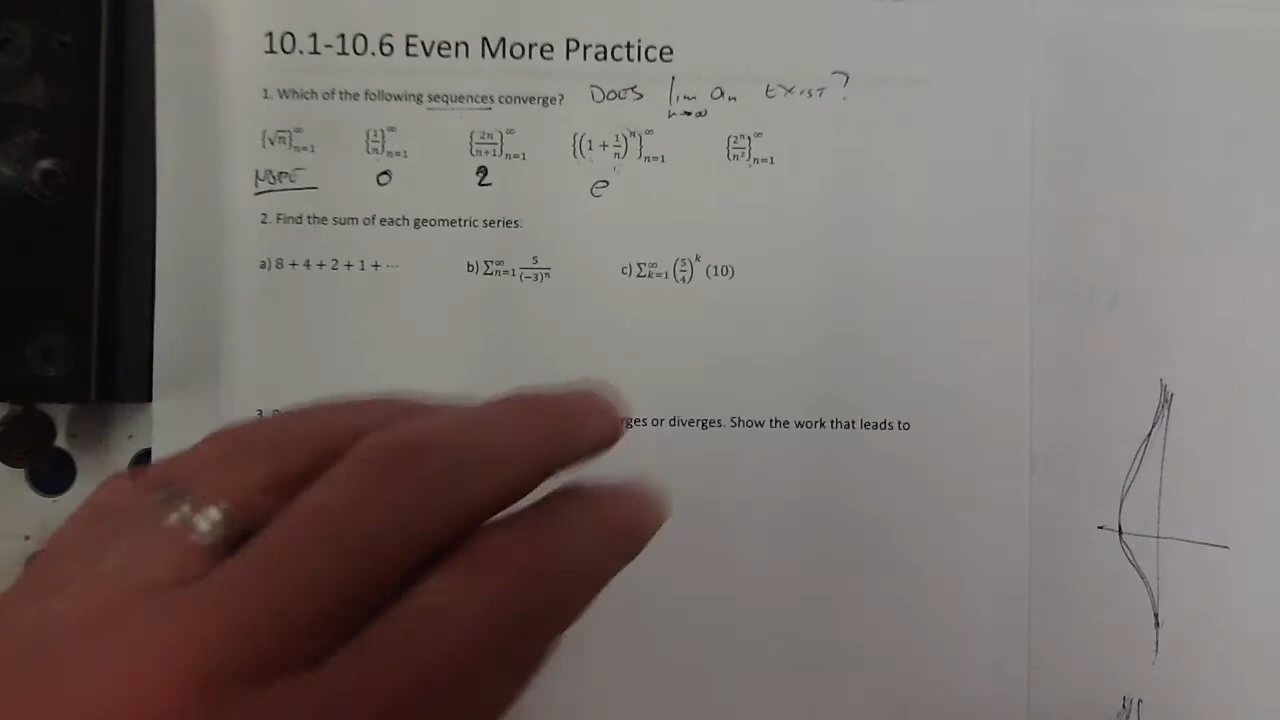 10.1-10.6 Even More Practice
1. Which of the following sequences converge? DOES lim n→∞ an EXIST?
{√n}∞n=1 {1/n}∞n=1 {2n/(n+1)}∞n=1 {(1 + 1/n)^n}∞n=1 {2^n/n^2}∞n=1
0 2 e
2. Find the sum of each geometric series.
a) 8 + 4 + 2 + 1 + ⋯ b) ∑∞n=1 5/(−3)^n c) ∑∞k=1 (5/4)^k (10)
3. or diverges. Show the work that leads to